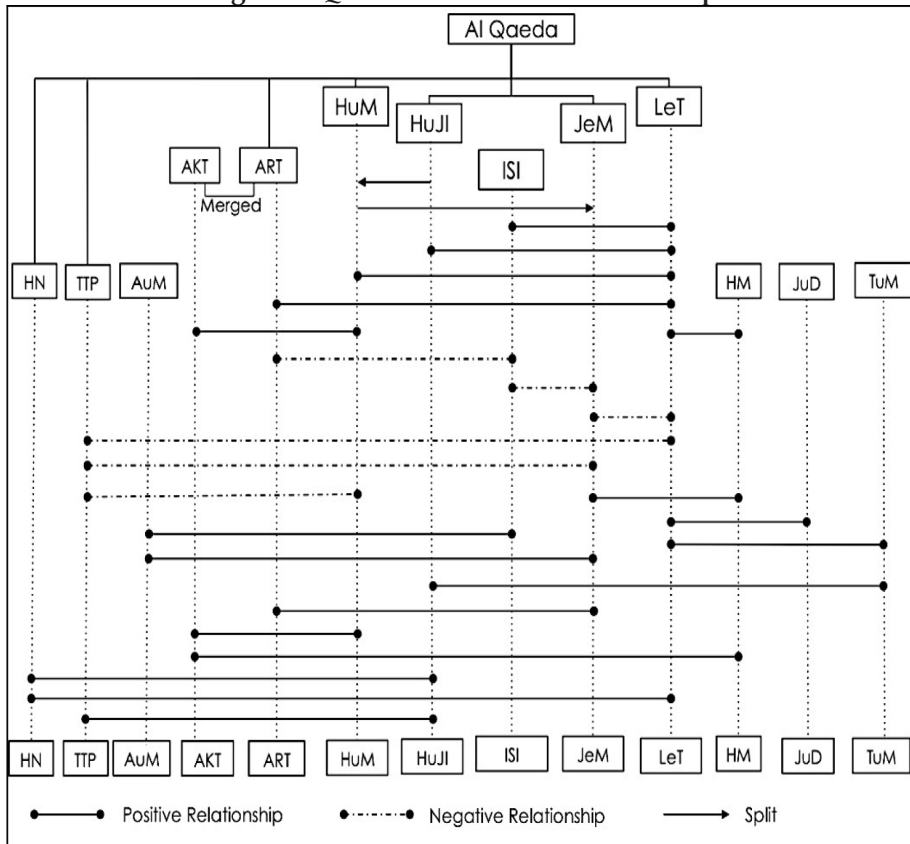 Al Qaeda
HuM
HuJI
JeM
LeT
AKT
ART
ISI
Merged
HN
TTP
AuM
HM
JuD
TuM
HN
TTP
AuM
AKT
ART
HuM
HuJI
ISI
JeM
LeT
HM
JuD
TuM
Positive Relationship
Negative Relationship
Split